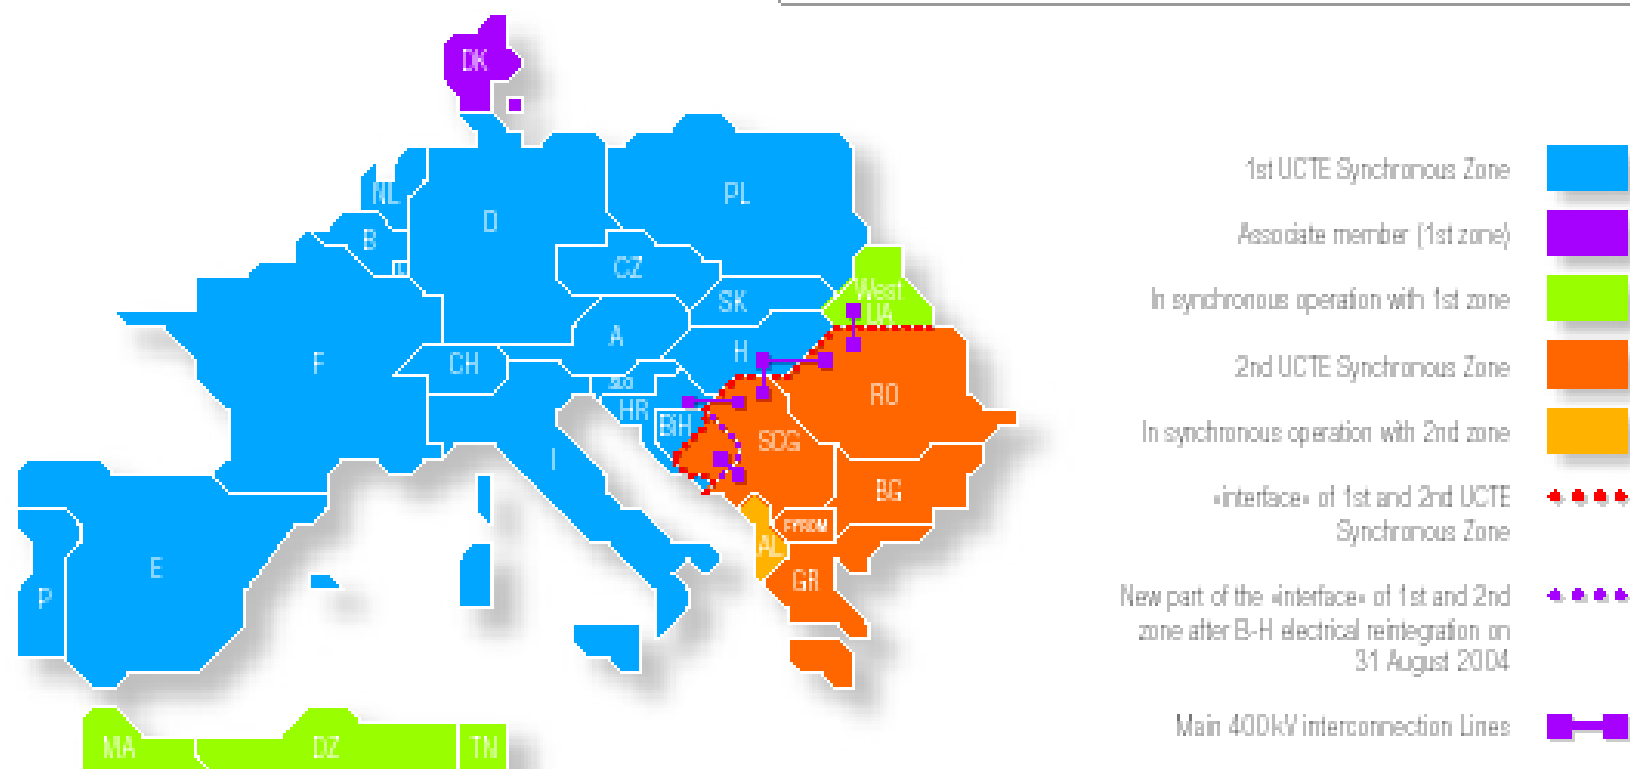 DK
1st UCTE Synchronous Zone
NL
PL
D
Associate member (1st zone)
B
L
CZ
West
UA
In synchronous operation with 1st zone
SK
A
F
CH
H
2nd UCTE Synchronous Zone
SLO
RO
HR
BiH
SCG
In synchronous operation with 2nd zone
I
BG
«interface» of 1st and 2nd UCTE
Synchronous Zone
FYROM
AL
E
GR
P
New part of the «interface» of 1st and 2nd
zone after B-H electrical reintegration on
31 August 2004
Main 400kV interconnection Lines
MA
DZ
TN